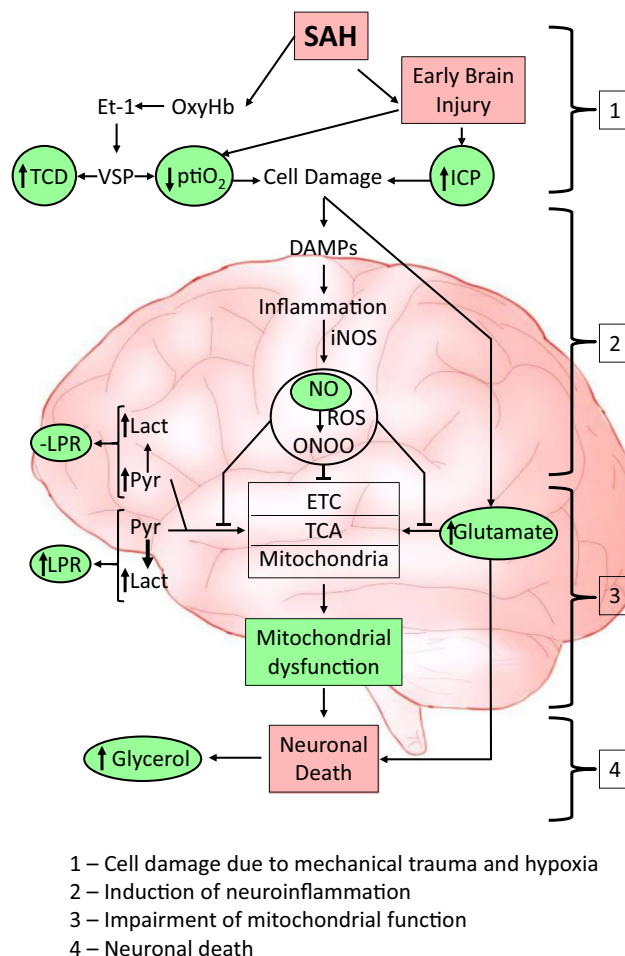 SAH
Early Brain
Injury
1
Et-1
OxyHb
TCD
VSP
ptiO₂
Cell Damage
ICP
DAMPs
Inflammation
iNOS
2
NO
ROS
ONOO
Lact
-LPR
Pyr
ETC
Pyr
TCA
Glutamate
Mitochondria
LPR
Lact
3
Mitochondrial
dysfunction
Neuronal
Death
Glycerol
4
1 – Cell damage due to mechanical trauma and hypoxia
2 – Induction of neuroinflammation
3 – Impairment of mitochondrial function
4 – Neuronal death